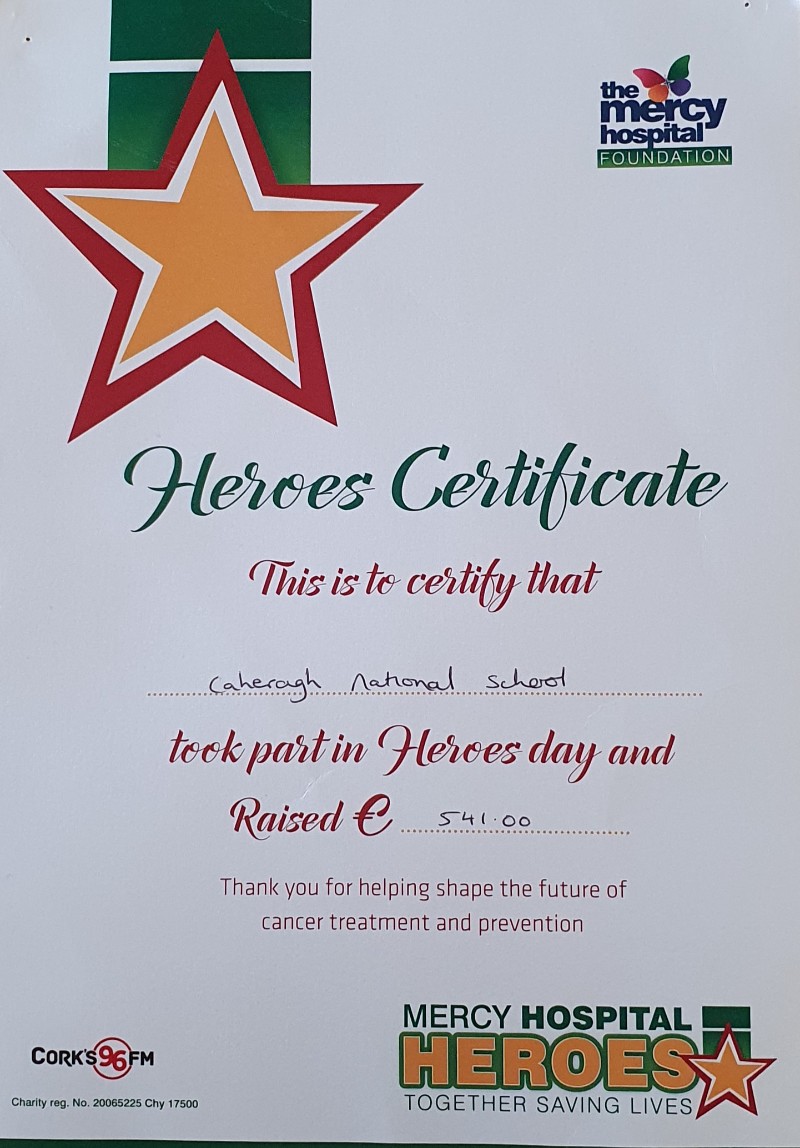 the
mercy
hospital
FOUNDATION
Heroes Certificate
This is to certify that
Caheragh National School
took part in Heroes day and
Raised € 541.00
Thank you for helping shape the future of
cancer treatment and prevention
MERCY HOSPITAL
HEROES
TOGETHER SAVING LIVES
CORK'S 96FM
Charity reg. No. 20065225 Chy 17500